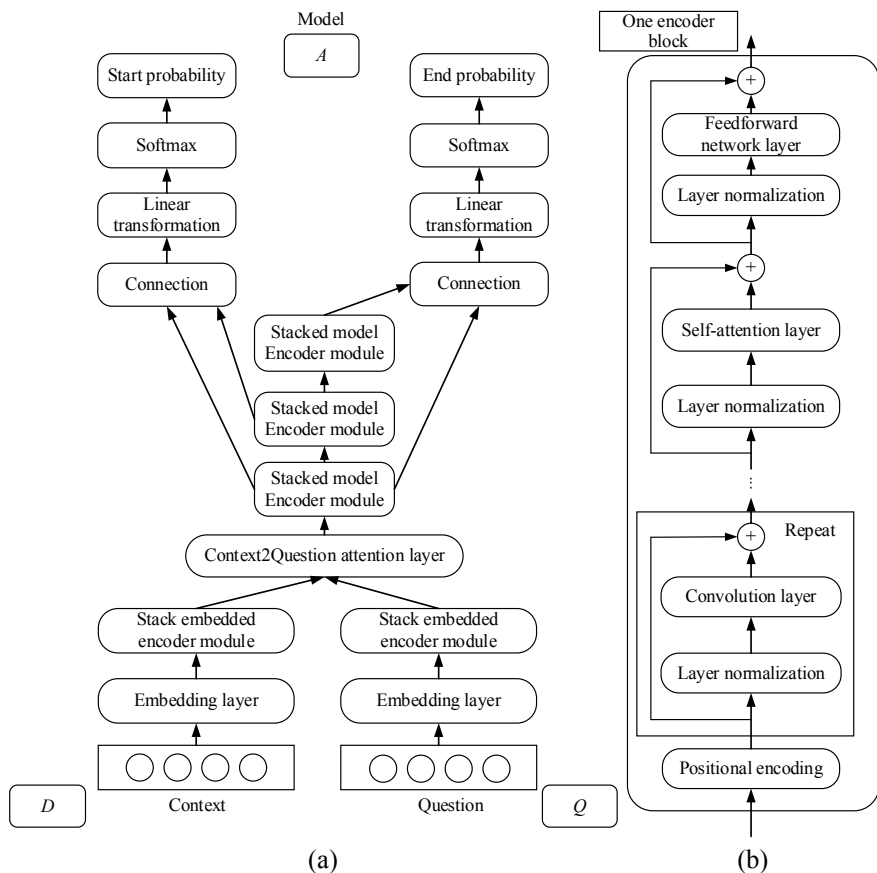 Model
A
Start probability
End probability
Softmax
Softmax
Linear
transformation
Linear
transformation
Connection
Connection
Stacked model
Encoder module
Stacked model
Encoder module
Stacked model
Encoder module
Context2Question attention layer
Stack embedded
encoder module
Stack embedded
encoder module
Embedding layer
Embedding layer
Context
Question
D
Q
(a)
One encoder
block
+
Feedforward
network layer
Layer normalization
+
Self-attention layer
Layer normalization
...
+
Repeat
Convolution layer
Layer normalization
Positional encoding
(b)